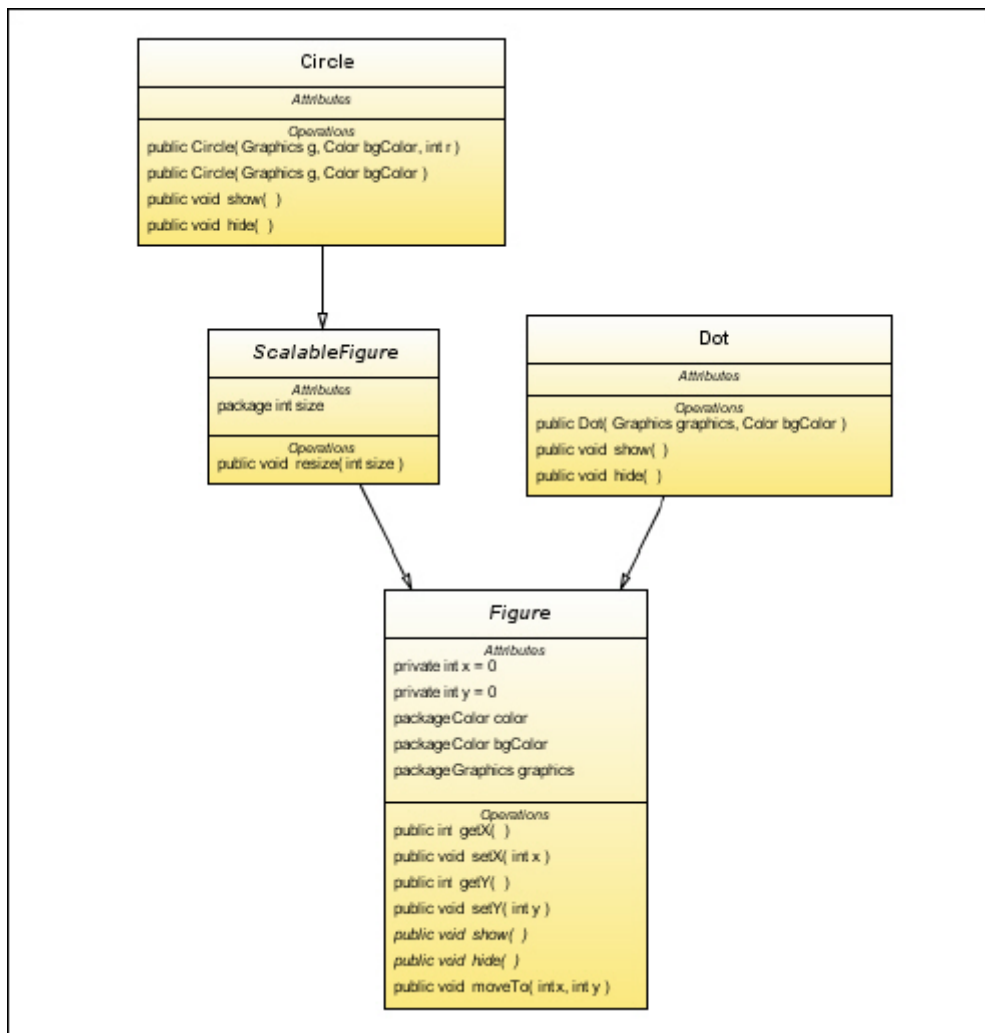 Circle
Attributes
Operations
public Circle( Graphics g, Color bgColor, int r )
public Circle( Graphics g, Color bgColor )
public void show( )
public void hide( )
ScalableFigure
Attributes
package int size
Operations
public void resize( int size )
Dot
Attributes
Operations
public Dot( Graphics graphics, Color bgColor )
public void show( )
public void hide( )
Figure
Attributes
private int x = 0
private int y = 0
packageColor color
packageColor bgColor
packageGraphics graphics
Operations
public int getX( )
public void setX( int x )
public int getY( )
public void setY( int y )
public void show( )
public void hide( )
public void moveTo( int x, int y )